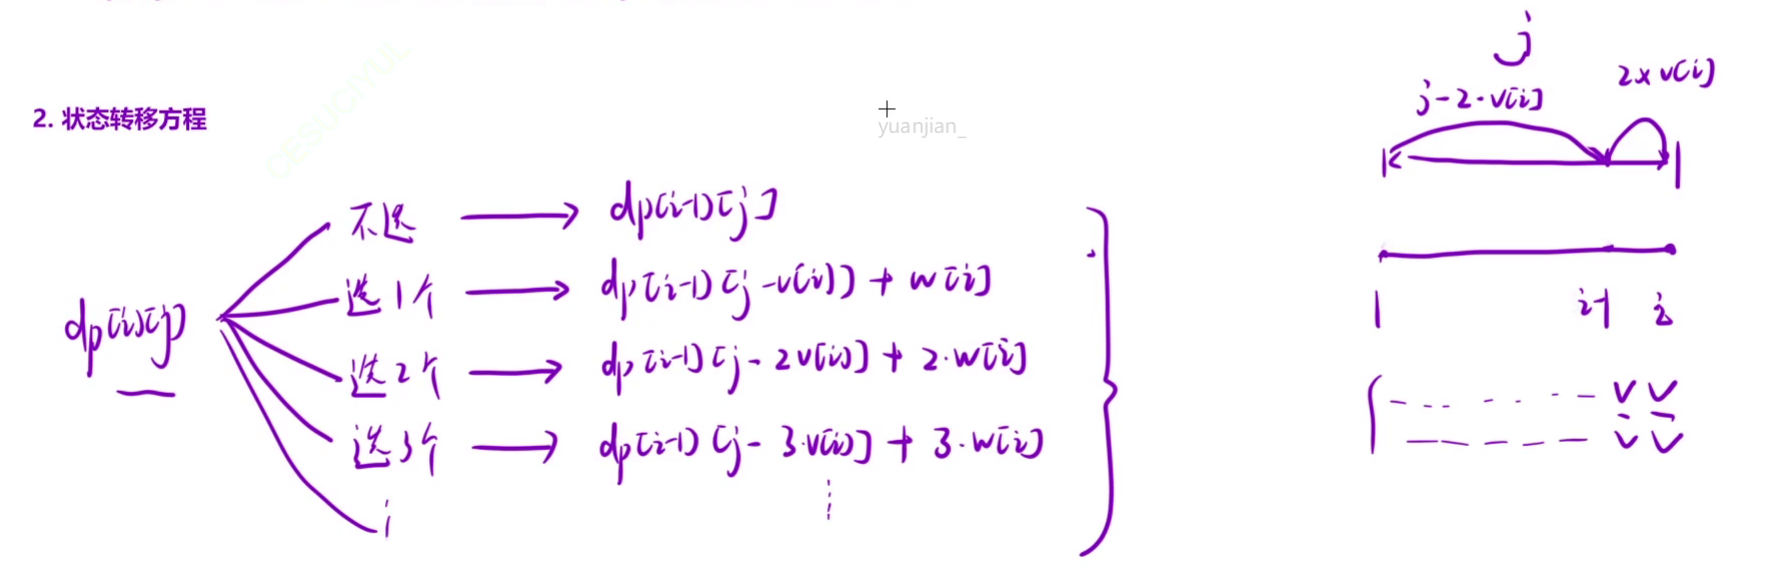 2. 状态转移方程
CESUCIYUL
yuanjian_
dp[i][j]
不选 → dp[i-1][j]
选1个 → dp[i-1][j-v[i]] + w[i]
选2个 → dp[i-1][j-2v[i]] + 2·w[i]
选3个 → dp[i-1][j-3·v[i]] + 3·w[i]
j
j-2·v[i]
2×v[i]
1 i-1 i